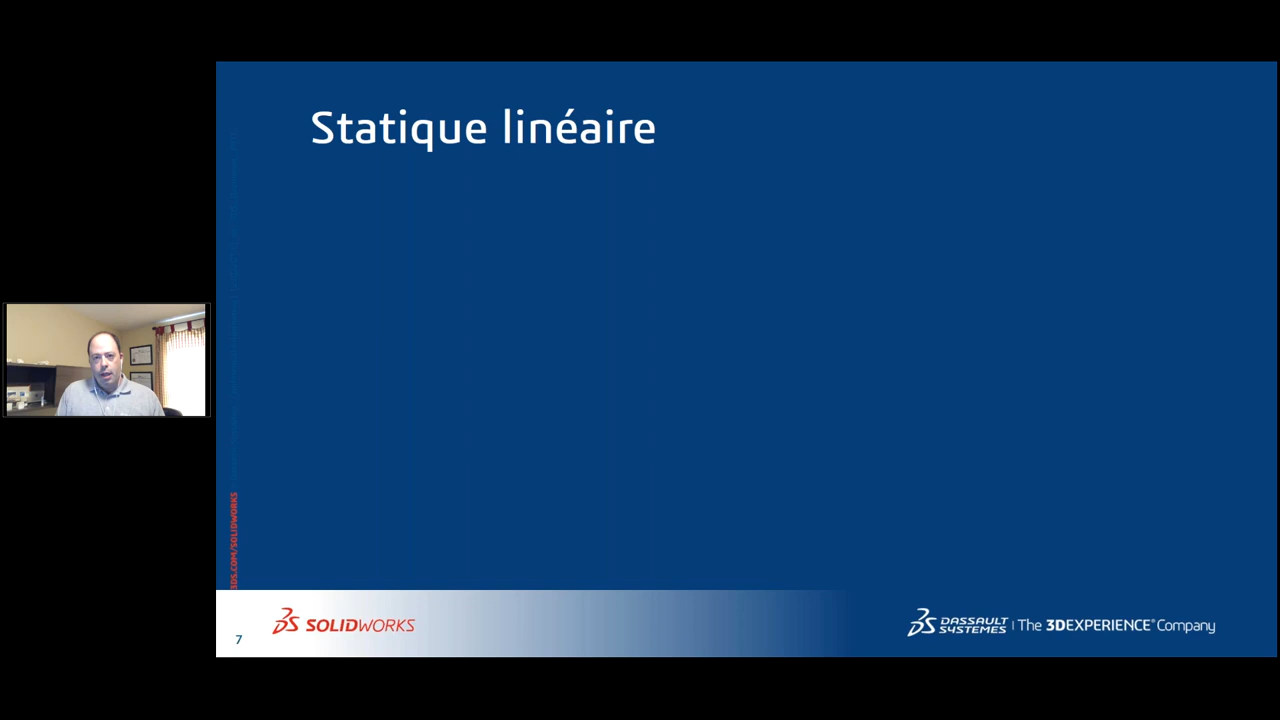 Statique linéaire
3DS.COM/SOLIDWORKS
7
SOLIDWORKS
DASSAULT SYSTEMES | The 3DEXPERIENCE® Company